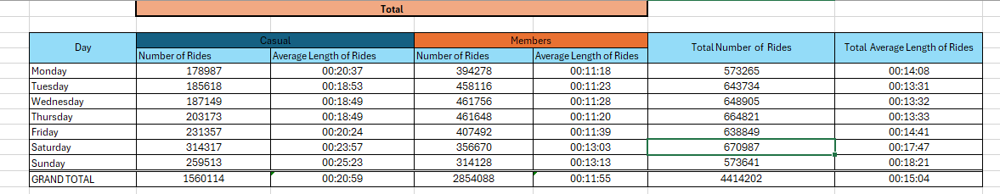 Total
Day Casual Members Total Number of Rides Total Average Length of Rides
Number of Rides Average Length of Rides Number of Rides Average Length of Rides
Monday 178987 00:20:37 394278 00:11:18 573265 00:14:08
Tuesday 185618 00:18:53 458116 00:11:23 643734 00:13:31
Wednesday 187149 00:18:49 461756 00:11:28 648905 00:13:32
Thursday 203173 00:18:49 461648 00:11:20 664821 00:13:33
Friday 231357 00:20:24 407492 00:11:39 638849 00:14:41
Saturday 314317 00:23:57 356670 00:13:03 670987 00:17:47
Sunday 259513 00:25:23 314128 00:13:13 573641 00:18:21
GRAND TOTAL 1560114 00:20:59 2854088 00:11:55 4414202 00:15:04